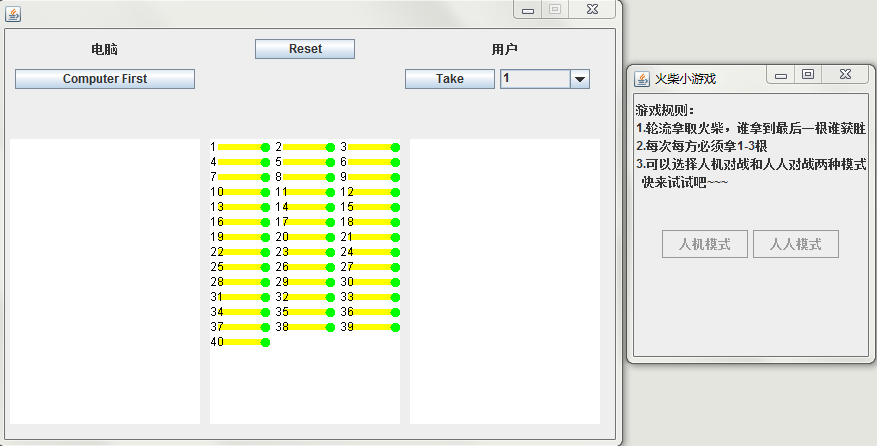 电脑 Reset 用户
Computer First Take 1
1 2 3
4 5 6
7 8 9
10 11 12
13 14 15
16 17 18
19 20 21
22 23 24
25 26 27
28 29 30
31 32 33
34 35 36
37 38 39
40
火柴小游戏
游戏规则：
1.轮流拿取火柴，谁拿到最后一根谁获胜
2.每次每方必须拿1-3根
3.可以选择人机对战和人人对战两种模式
快来试试吧~~~
人机模式 人人模式